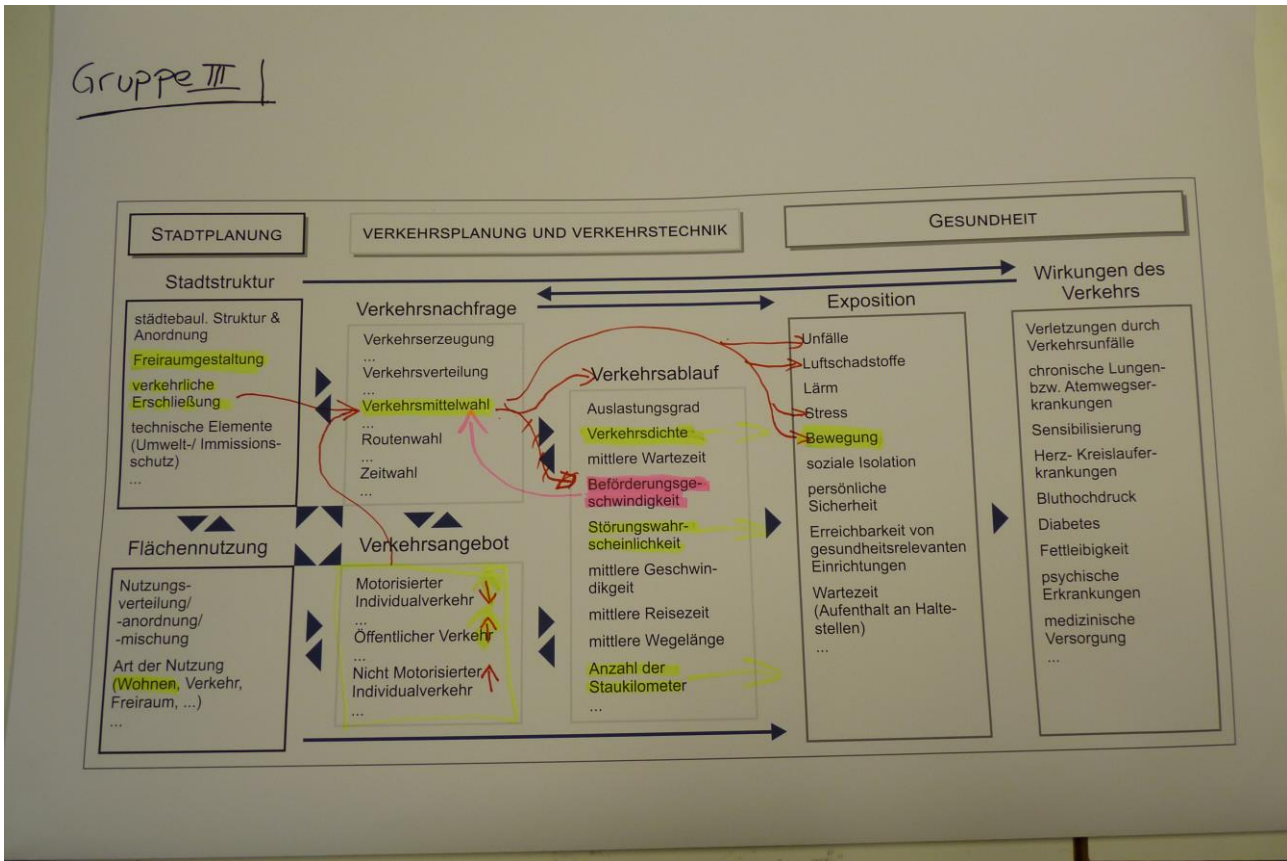 Gruppe III
STADTPLANUNG
VERKEHRSPLANUNG UND VERKEHRSTECHNIK
GESUNDHEIT
Stadtstruktur
städtebaul. Struktur &
Anordnung
Freiraumgestaltung
verkehrliche
Erschließung
technische Elemente
(Umwelt-/ Immissions-
schutz)
...
Flächennutzung
Nutzungs-
verteilung/
-anordnung/
-mischung
Art der Nutzung
(Wohnen, Verkehr,
Freiraum, ...)
...
Verkehrsnachfrage
Verkehrserzeugung
...
Verkehrsverteilung
...
Verkehrsmittelwahl
...
Routenwahl
...
Zeitwahl
...
Verkehrsangebot
Motorisierter
Individualverkehr
...
Öffentlicher Verkehr
...
Nicht Motorisierter
Individualverkehr
...
Verkehrsablauf
Auslastungsgrad
Verkehrsdichte
mittlere Wartezeit
Beförderungsge-
schwindigkeit
Störungswahr-
scheinlichkeit
mittlere Geschwin-
dikgeit
mittlere Reisezeit
mittlere Wegelänge
Anzahl der
Staukilometer
...
Exposition
Unfälle
Luftschadstoffe
Lärm
Stress
Bewegung
soziale Isolation
persönliche
Sicherheit
Erreichbarkeit von
gesundheitsrelevanten
Einrichtungen
Wartezeit
(Aufenthalt an Halte-
stellen)
...
Wirkungen des
Verkehrs
Verletzungen durch
Verkehrsunfälle
chronische Lungen-
bzw. Atemwegser-
krankungen
Sensibilisierung
Herz- Kreislaufer-
krankungen
Bluthochdruck
Diabetes
Fettleibigkeit
psychische
Erkrankungen
medizinische
Versorgung
...